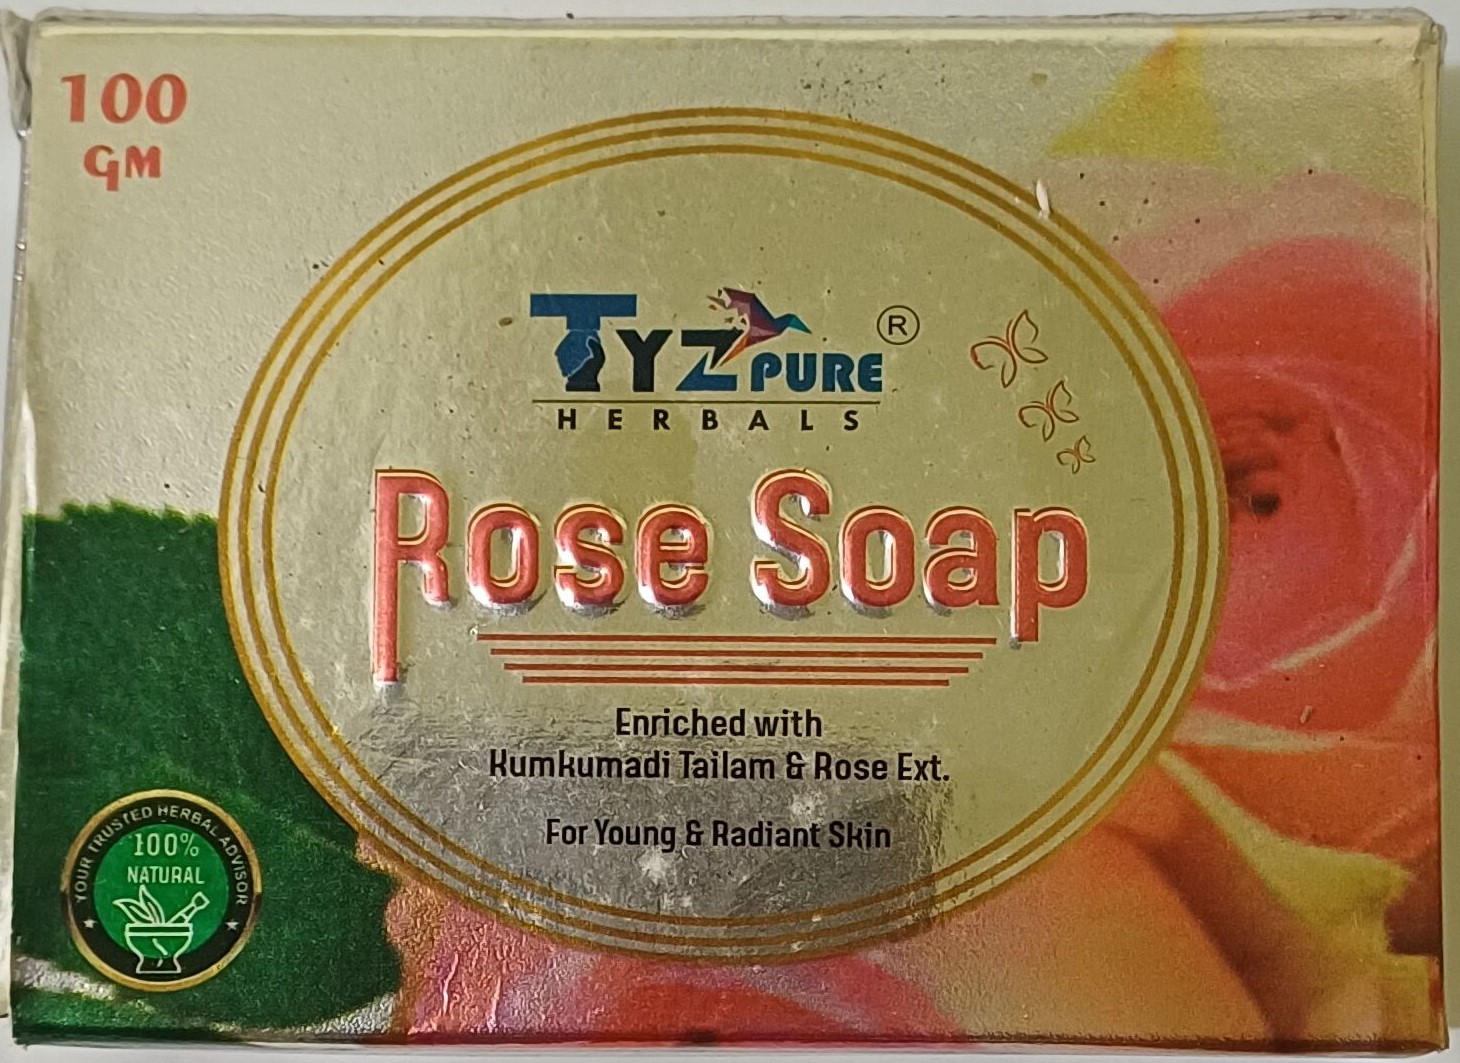 100
GM
TYZ PURE ®
HERBALS
Rose Soap
Enriched with
Kumkumadi Tailam & Rose Ext.
For Young & Radiant Skin
YOUR TRUSTED HERBAL ADVISOR
100%
NATURAL